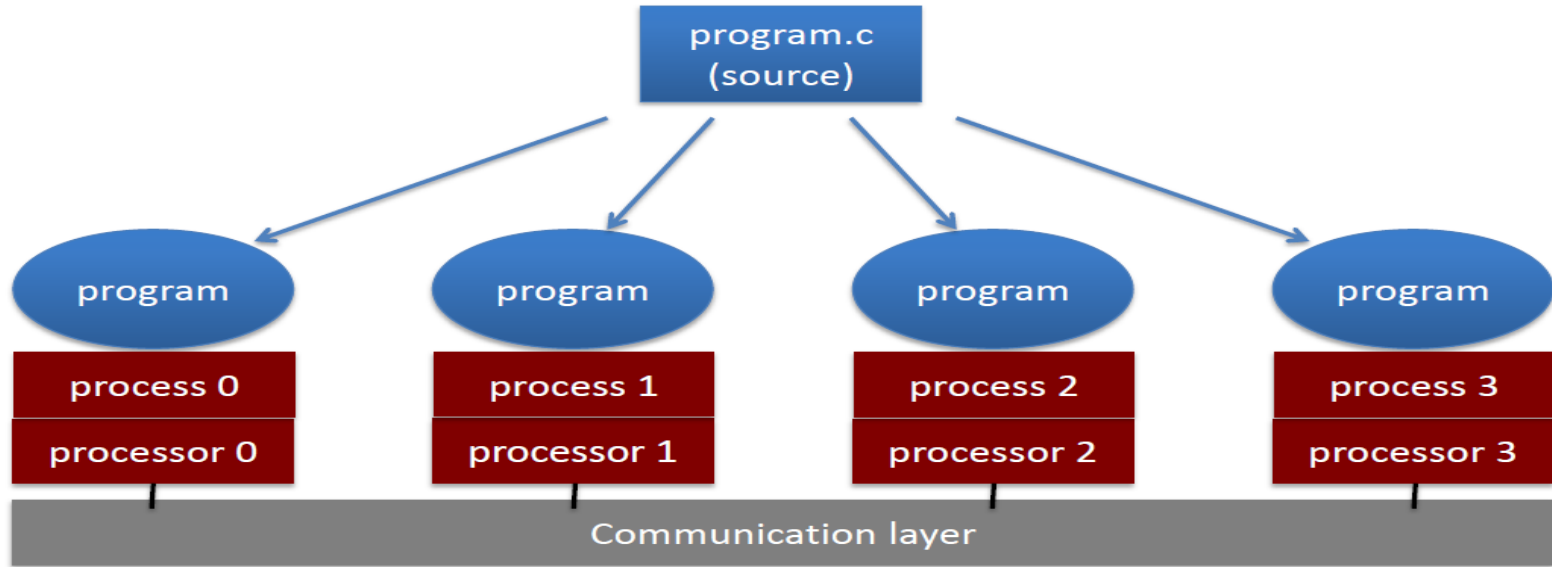 program.c
(source)
program
program
program
program
process 0
process 1
process 2
process 3
processor 0
processor 1
processor 2
processor 3
Communication layer